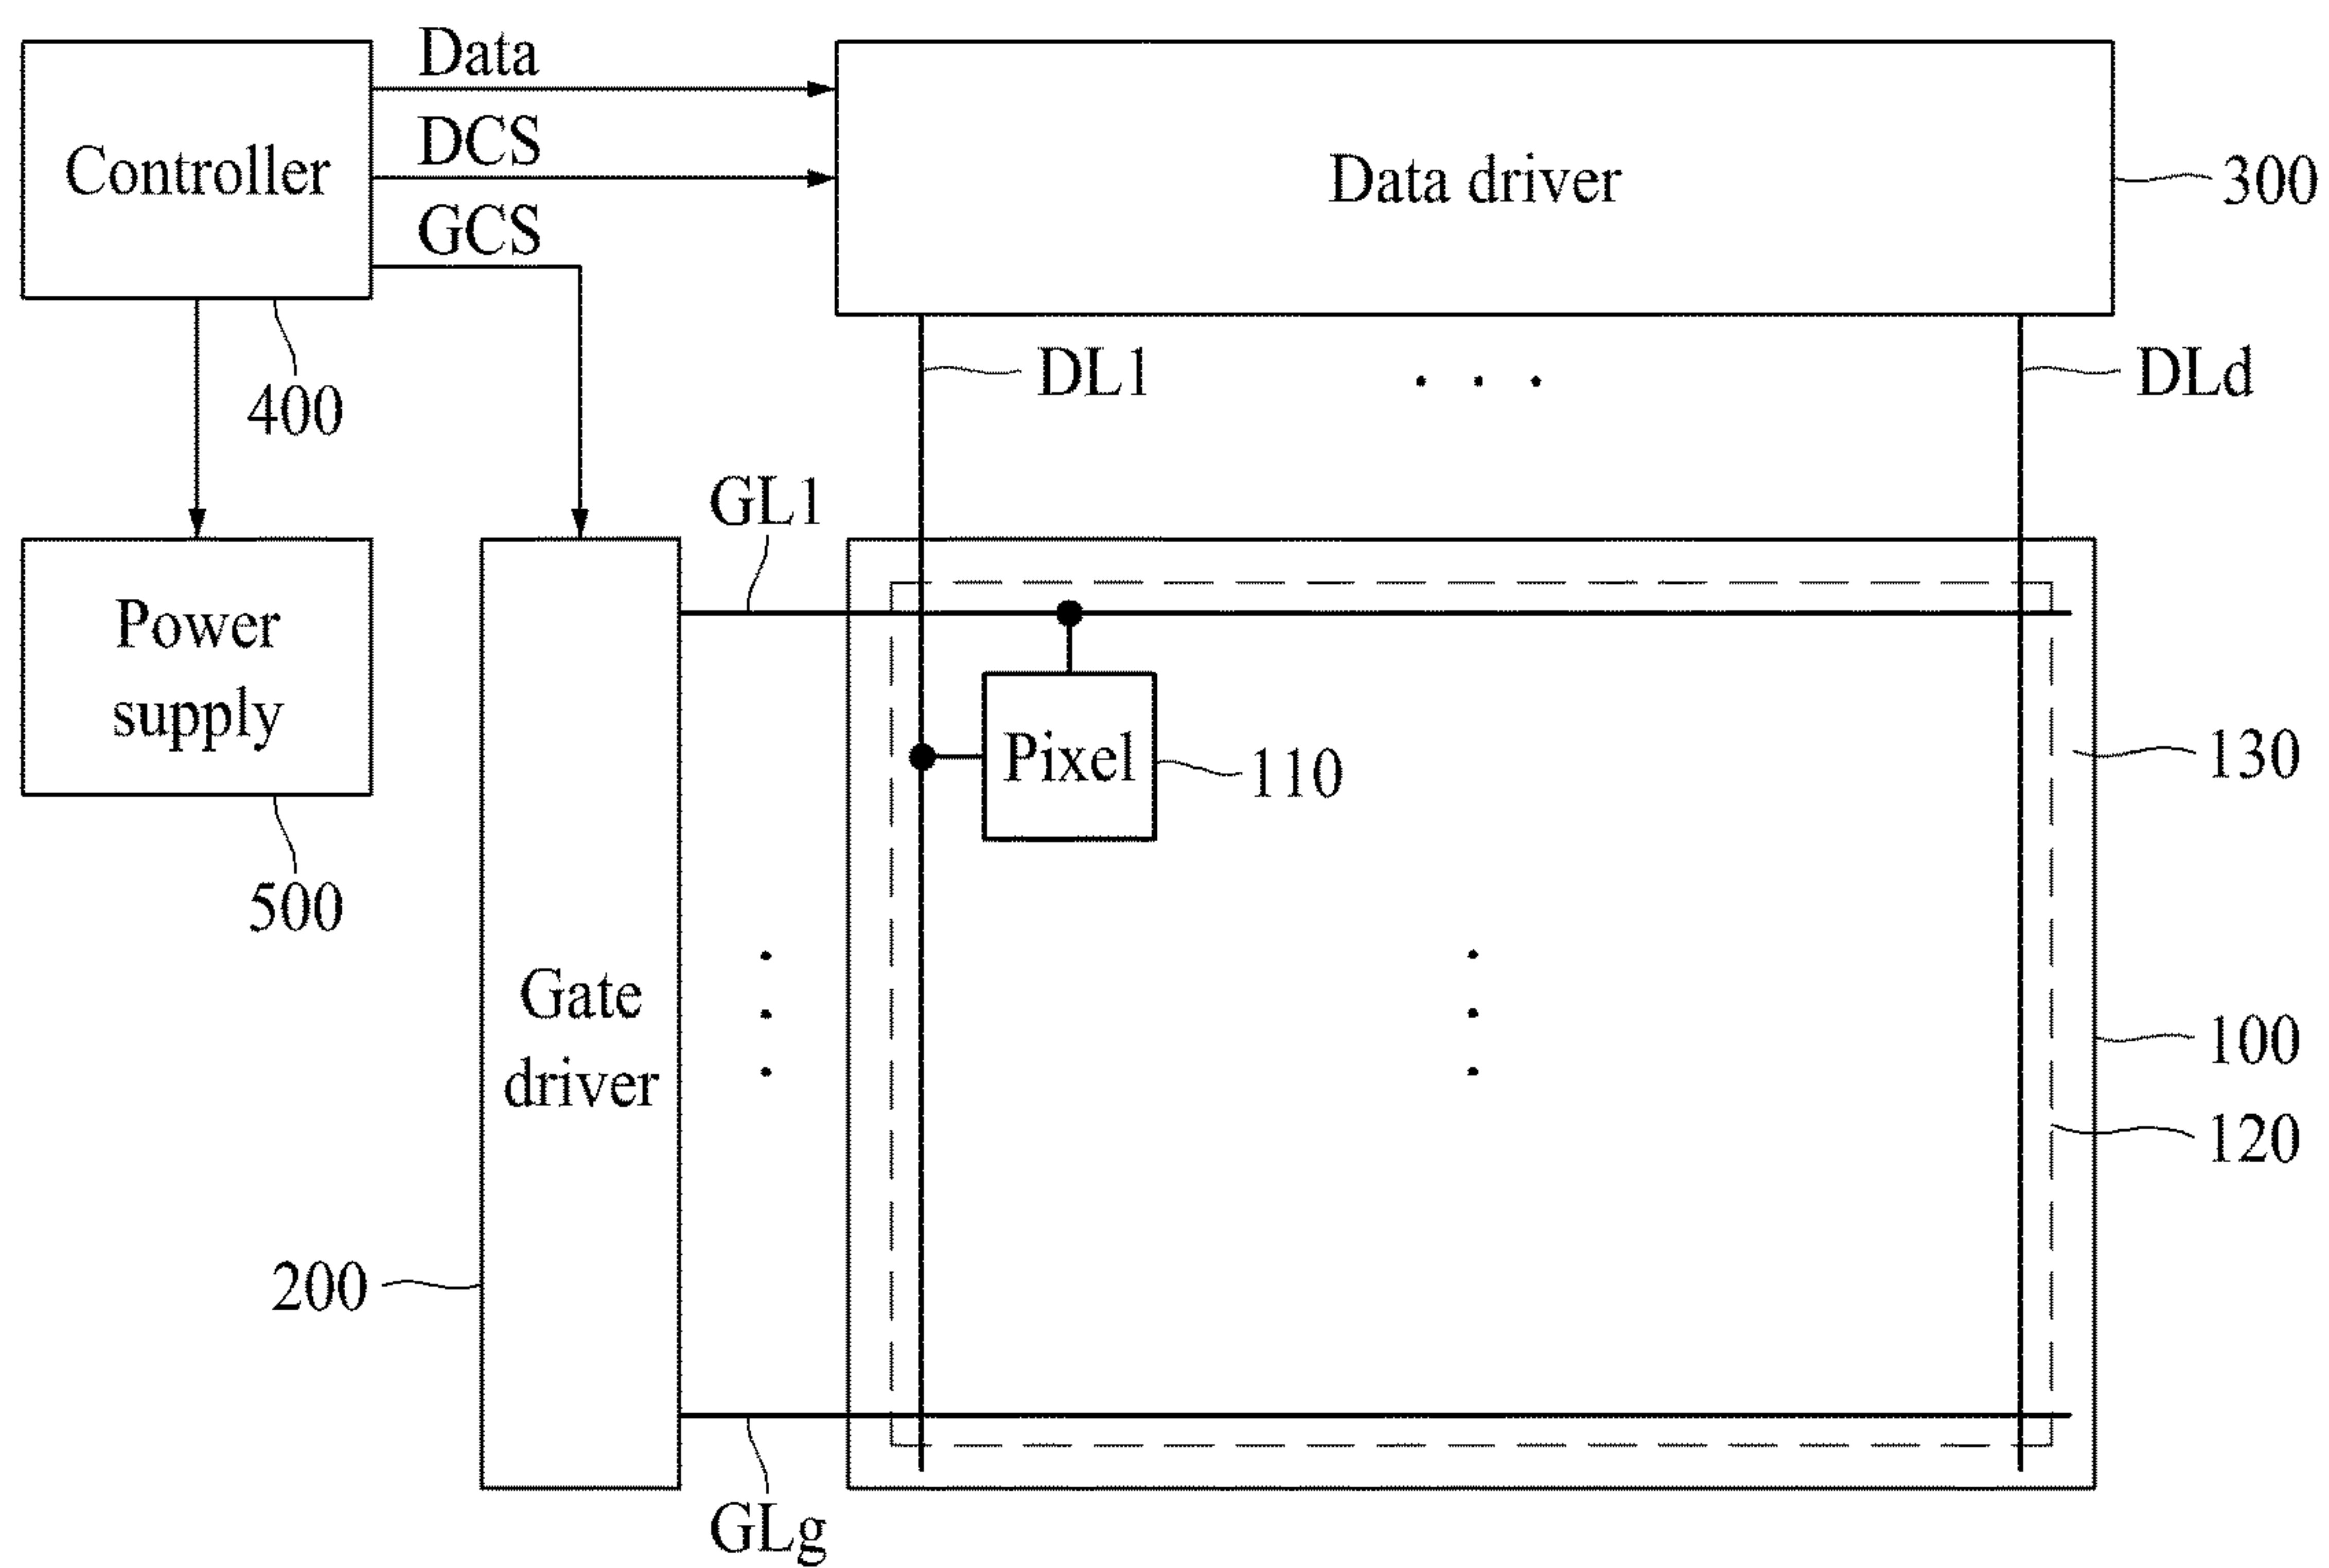 Data
DCS
GCS
Controller
400
Data driver
300
DL1
DLd
GL1
Power
supply
500
Pixel
110
130
Gate
driver
100
120
200
GLg